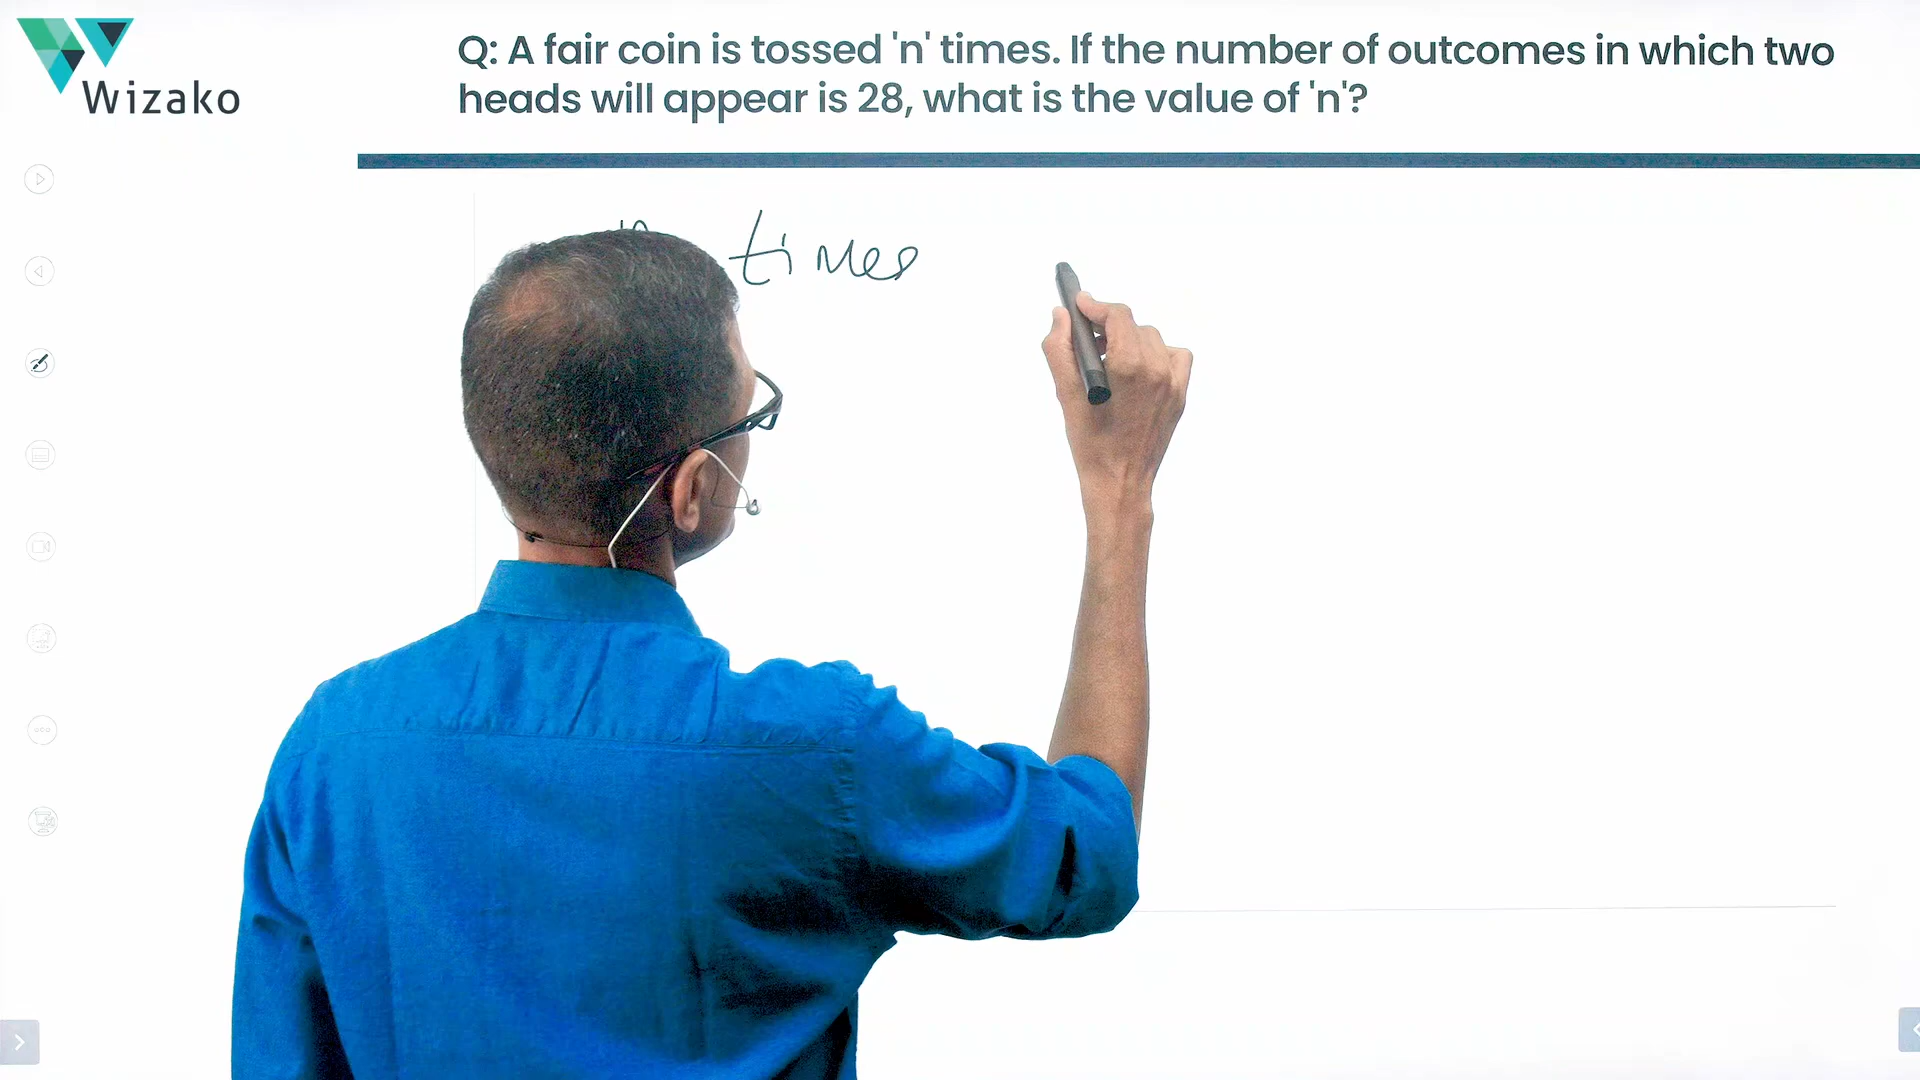 Wizako
Q: A fair coin is tossed 'n' times. If the number of outcomes in which two
heads will appear is 28, what is the value of 'n'?
n times